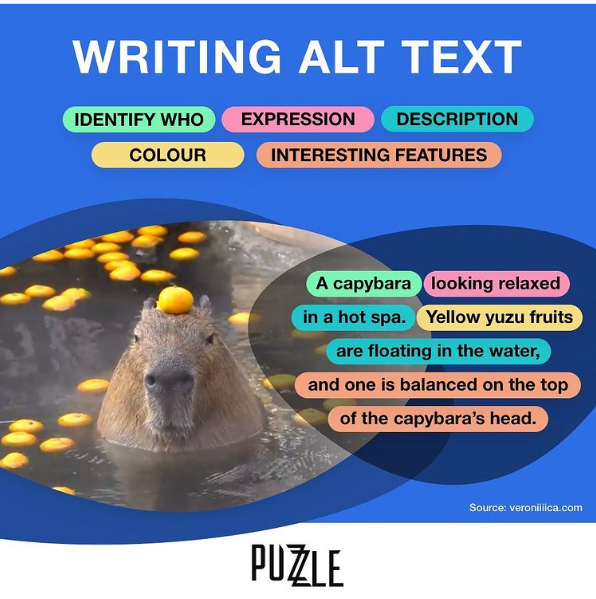 WRITING ALT TEXT
IDENTIFY WHO EXPRESSION DESCRIPTION
COLOUR INTERESTING FEATURES
A capybara looking relaxed
in a hot spa. Yellow yuzu fruits
are floating in the water,
and one is balanced on the top
of the capybara's head.
Source: veroniiiica.com
PUZZLE